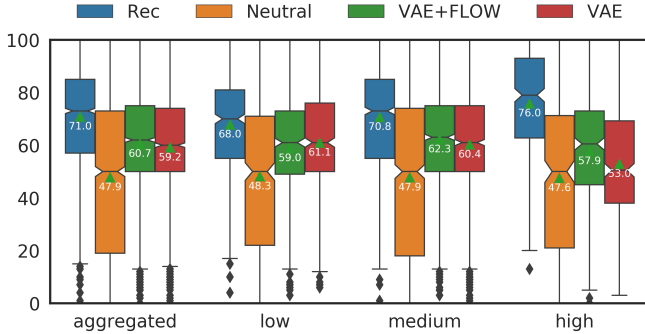 Rec Neutral VAE+FLOW VAE
100
80
60
40
20
0
71.0 47.9 60.7 59.2
68.0 48.3 59.0 61.1
70.8 47.9 62.3 60.4
76.0 47.6 57.9 53.0
aggregated low medium high